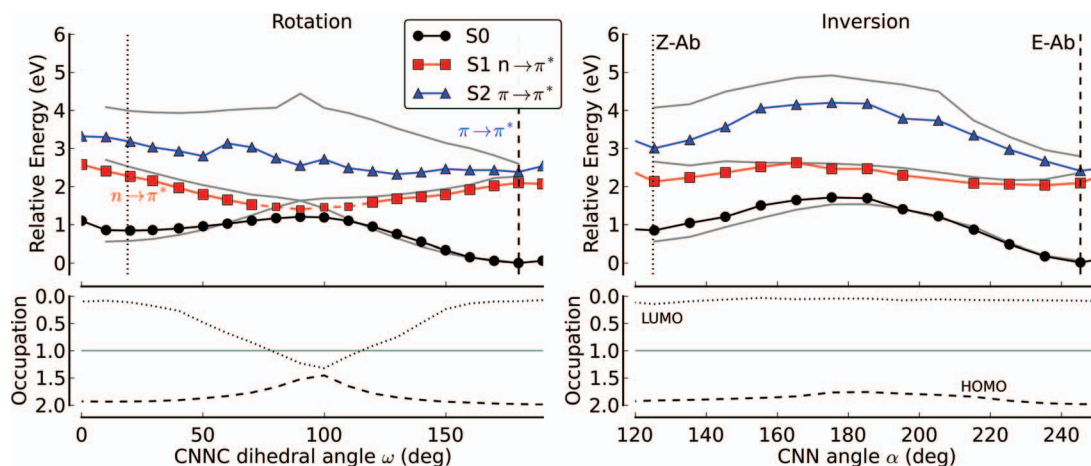 Rotation
Inversion
Relative Energy (eV)
6
5
4
3
2
1
0
S0
S1 n→π*
S2 π→π*
π→π*
n→π*
Relative Energy (eV)
6
5
4
3
2
1
0
Z-Ab
E-Ab
Occupation
0.0
0.5
1.0
1.5
2.0
0
50
100
150
CNNC dihedral angle ω (deg)
Occupation
0.0
0.5
1.0
1.5
2.0
LUMO
HOMO
120
140
160
180
200
220
240
CNN angle α (deg)